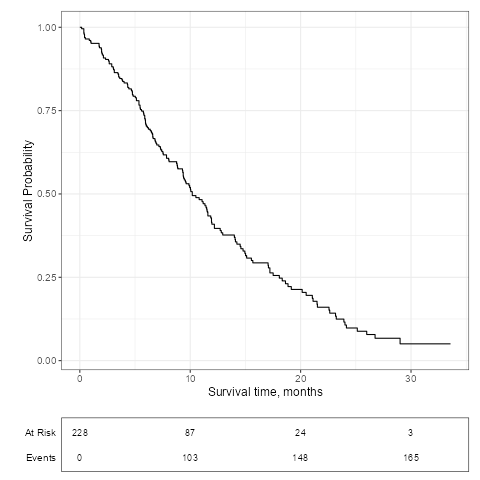 1.00
0.75
0.50
0.25
0.00
Survival Probability
0 10 20 30
Survival time, months
At Risk 228 87 24 3
Events 0 103 148 165